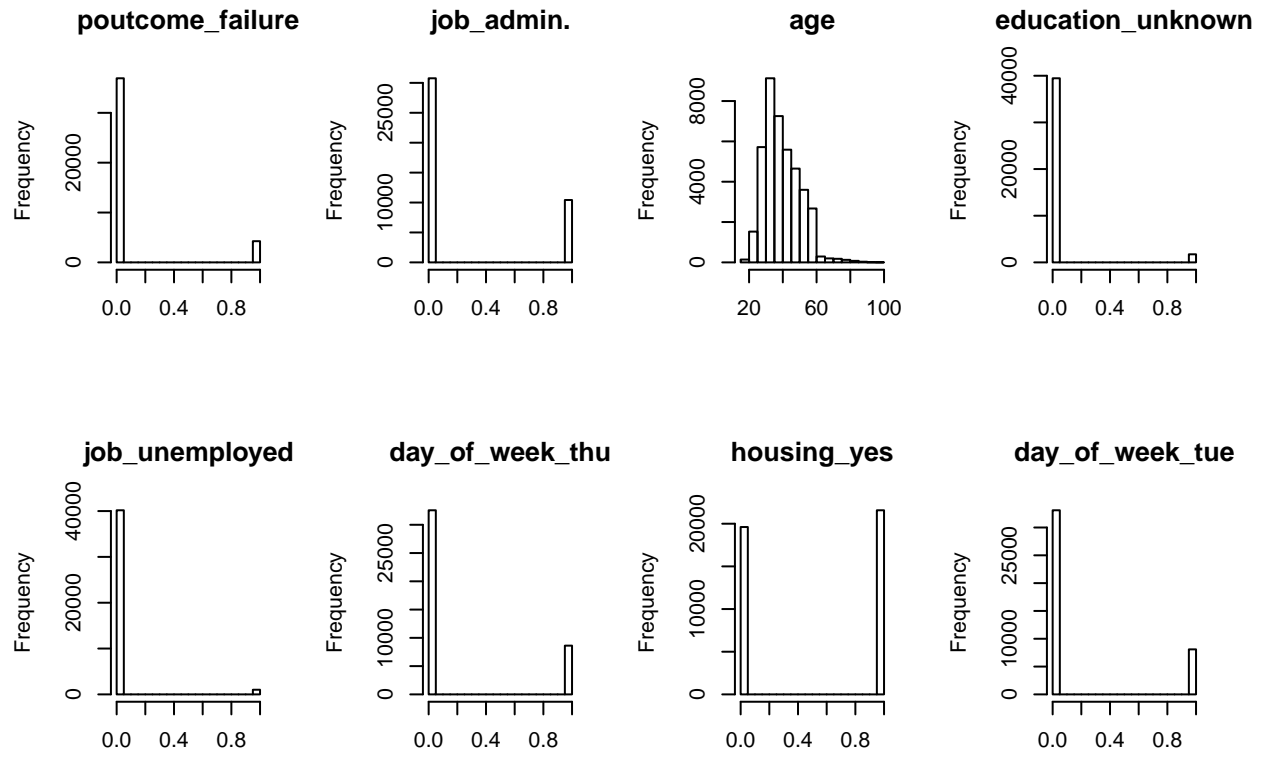 poutcome_failure
Frequency
0
20000
0.0 0.4 0.8
job_admin.
Frequency
0
10000
25000
0.0 0.4 0.8
age
Frequency
0
4000
8000
20 60 100
education_unknown
Frequency
0
20000
40000
0.0 0.4 0.8
job_unemployed
Frequency
0
20000
40000
0.0 0.4 0.8
day_of_week_thu
Frequency
0
10000
25000
0.0 0.4 0.8
housing_yes
Frequency
0
10000
20000
0.0 0.4 0.8
day_of_week_tue
Frequency
0
10000
25000
0.0 0.4 0.8